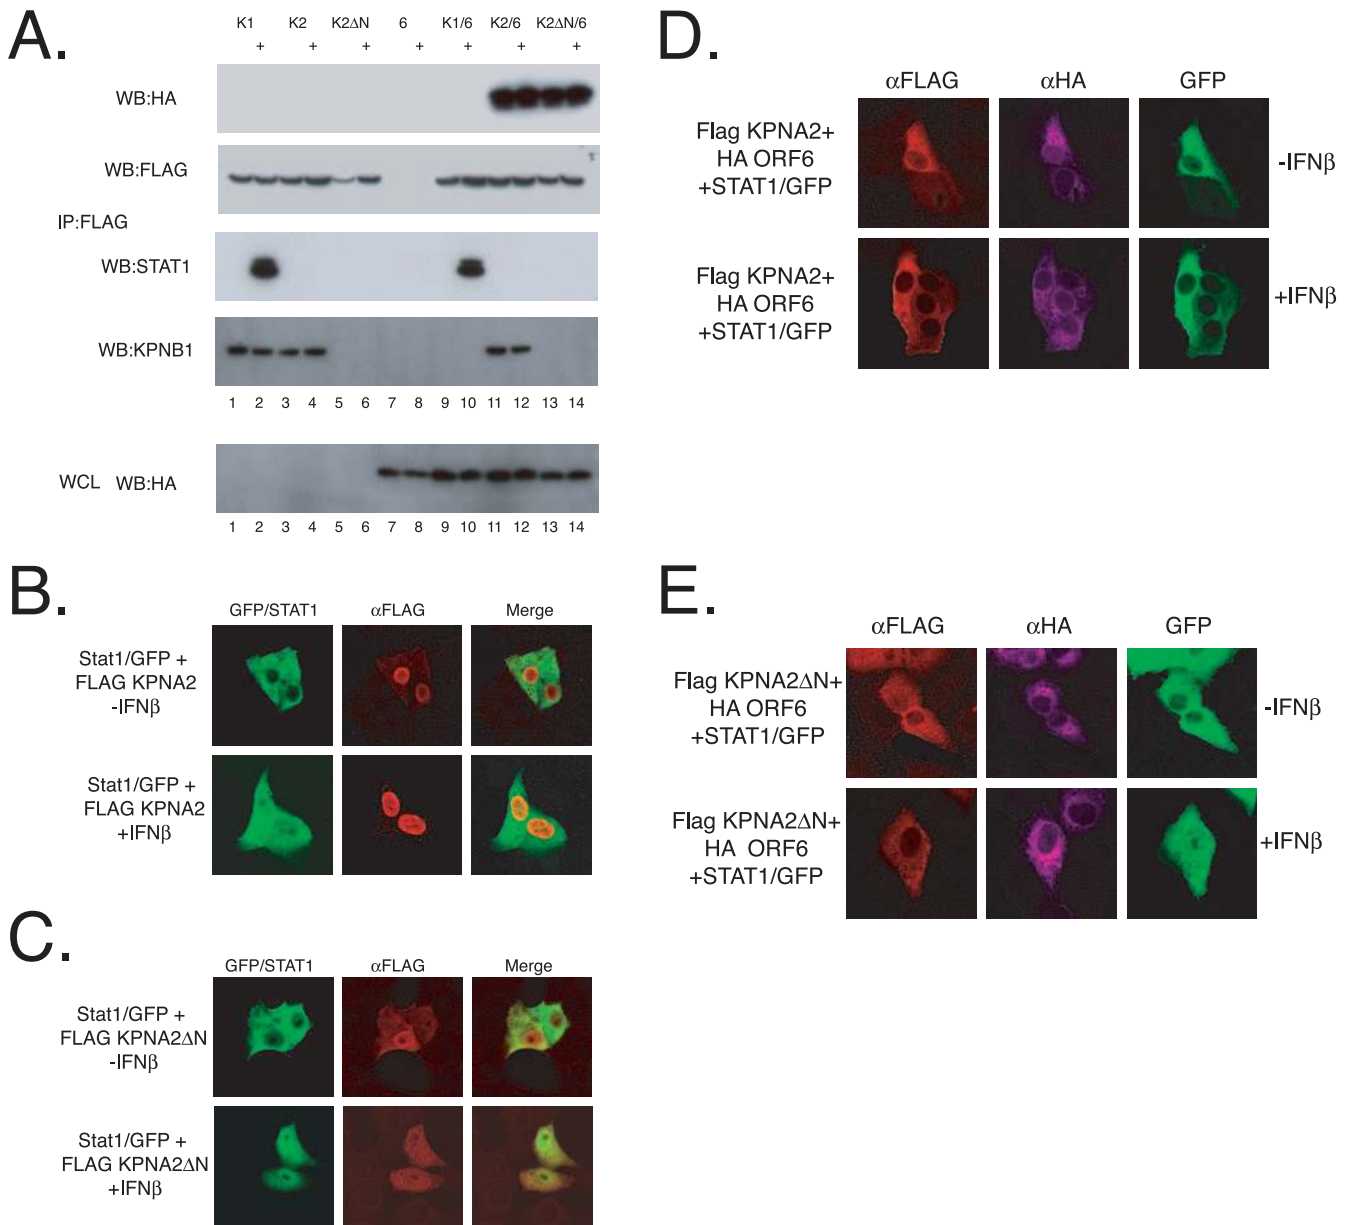 A.
K1 K2 K2ΔN 6 K1/6 K2/6 K2ΔN/6
+ + + + + + +
WB:HA
WB:FLAG
IP:FLAG
WB:STAT1
WB:KPNB1
1 2 3 4 5 6 7 8 9 10 11 12 13 14
WCL WB:HA
1 2 3 4 5 6 7 8 9 10 11 12 13 14
B.
GFP/STAT1 αFLAG Merge
Stat1/GFP +
FLAG KPNA2
-IFNβ
Stat1/GFP +
FLAG KPNA2
+IFNβ
C.
GFP/STAT1 αFLAG Merge
Stat1/GFP +
FLAG KPNA2ΔN
-IFNβ
Stat1/GFP +
FLAG KPNA2ΔN
+IFNβ
D.
αFLAG αHA GFP
Flag KPNA2+
HA ORF6
+STAT1/GFP
-IFNβ
Flag KPNA2+
HA ORF6
+STAT1/GFP
+IFNβ
E.
αFLAG αHA GFP
Flag KPNA2ΔN+
HA ORF6
+STAT1/GFP
-IFNβ
Flag KPNA2ΔN+
HA ORF6
+STAT1/GFP
+IFNβ